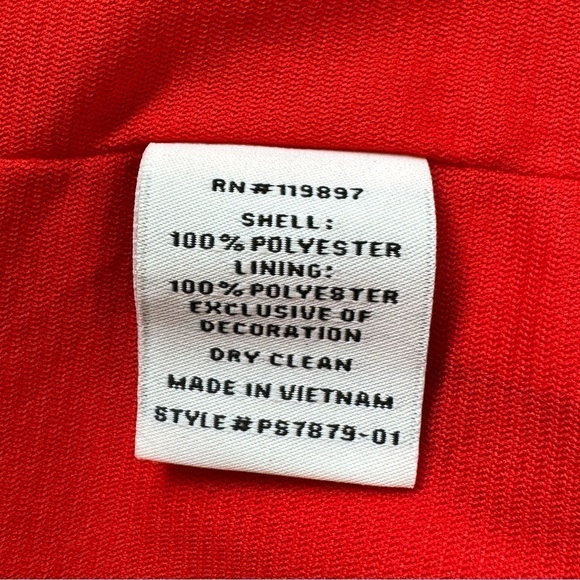 RN#119897
SHELL:
100% POLYESTER
LINING:
100% POLYESTER
EXCLUSIVE OF
DECORATION
DRY CLEAN
MADE IN VIETNAM
STYLE# PS7879-01